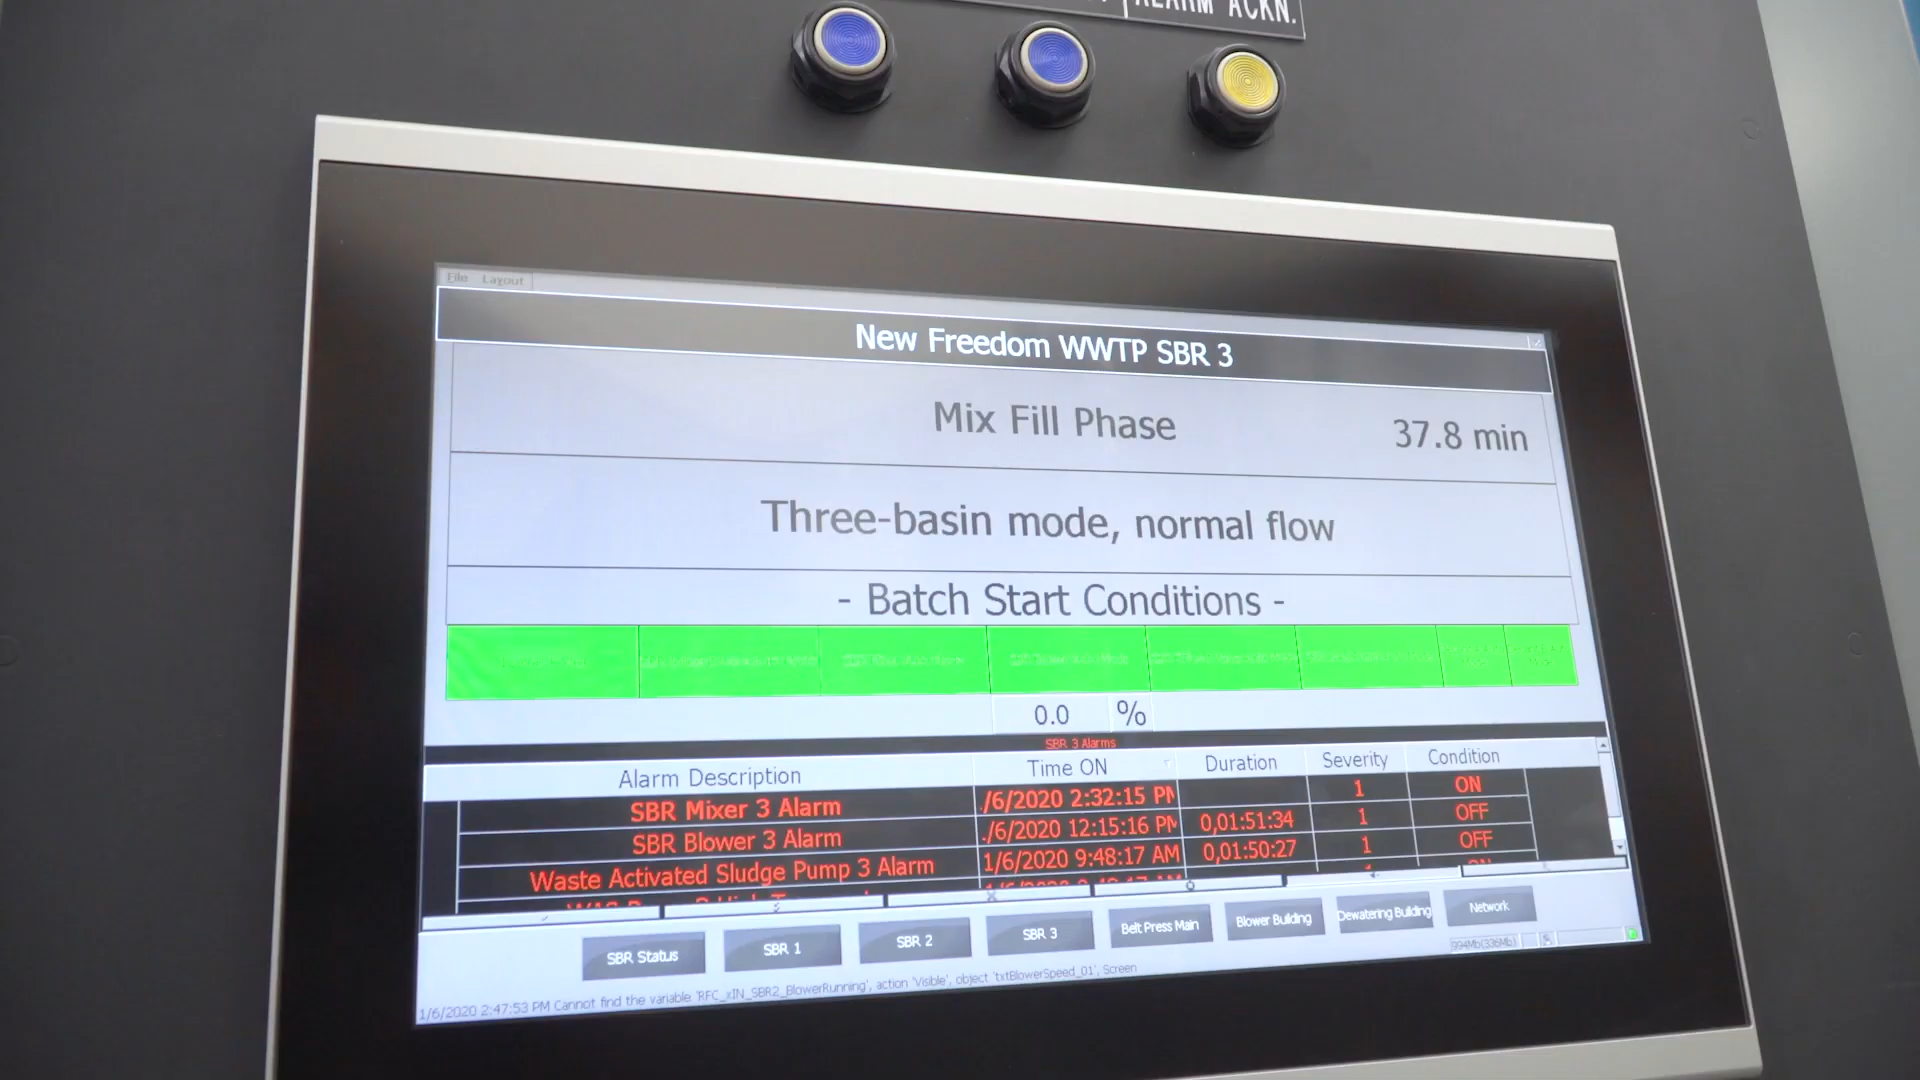 ALARM ACKN.
File Layout
New Freedom WWTP SBR 3
Mix Fill Phase 37.8 min
Three-basin mode, normal flow
- Batch Start Conditions -
0.0 %
SBR 3 Alarms
Alarm Description Time ON Duration Severity Condition
SBR Mixer 3 Alarm /6/2020 2:32:15 PM 1 ON
SBR Blower 3 Alarm /6/2020 12:15:16 PM 0,01:51:34 1 OFF
Waste Activated Sludge Pump 3 Alarm 1/6/2020 9:48:17 AM 0,01:50:27 1 OFF
SBR Status SBR 1 SBR 2 SBR 3 Belt Press Main Blower Building Dewatering Building Network
994Mb(336Mb)
1/6/2020 2:47:53 PM Cannot find the variable 'RFC_xIN_SBR2_BlowerRunning', action 'Visible', object 'txtBlowerSpeed_01', Screen